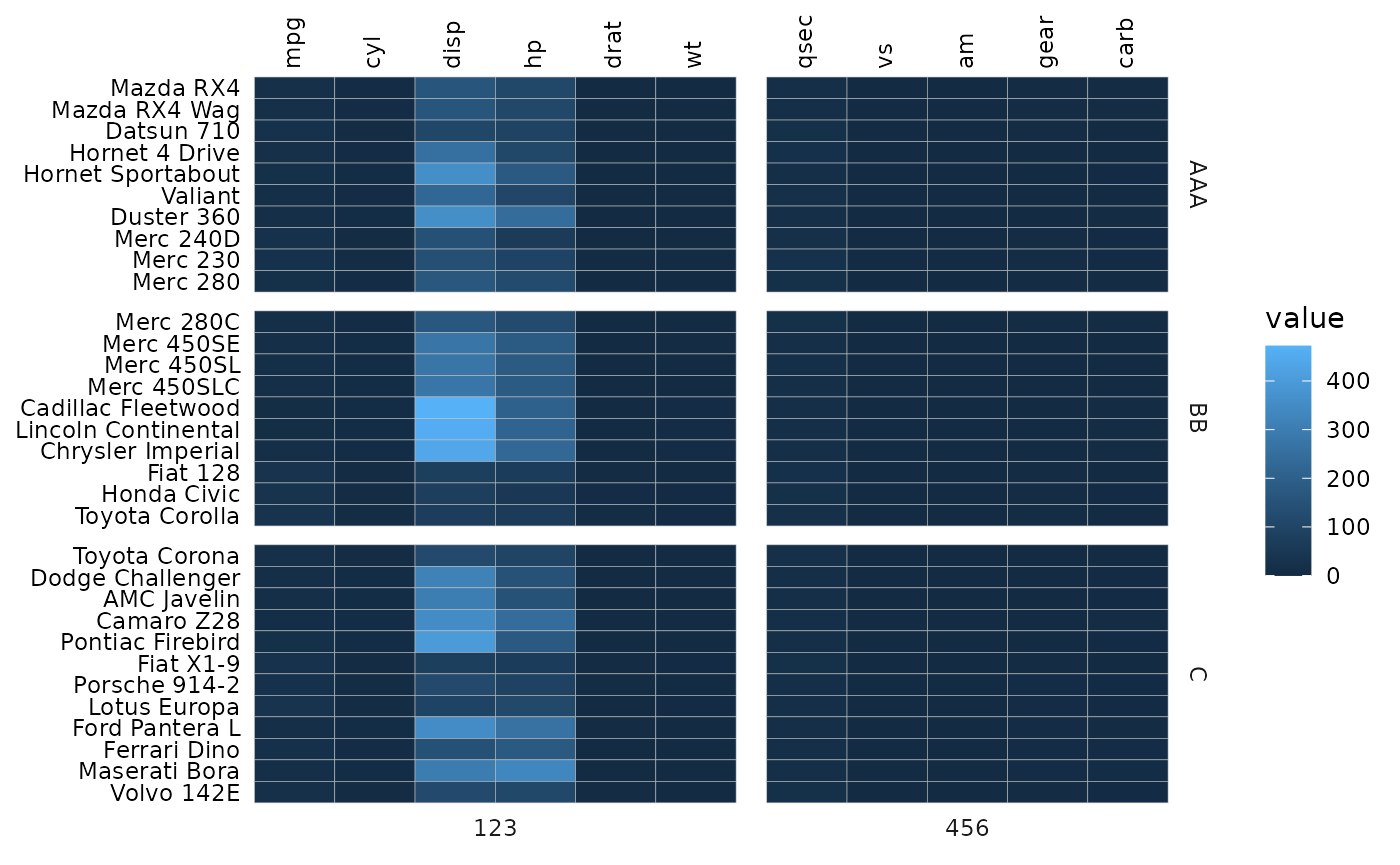 mpg cyl disp hp drat wt qsec vs am gear carb
Mazda RX4
Mazda RX4 Wag
Datsun 710
Hornet 4 Drive
Hornet Sportabout
Valiant
Duster 360
Merc 240D
Merc 230
Merc 280
AAA
Merc 280C
Merc 450SE
Merc 450SL
Merc 450SLC
Cadillac Fleetwood
Lincoln Continental
Chrysler Imperial
Fiat 128
Honda Civic
Toyota Corolla
BB
Toyota Corona
Dodge Challenger
AMC Javelin
Camaro Z28
Pontiac Firebird
Fiat X1-9
Porsche 914-2
Lotus Europa
Ford Pantera L
Ferrari Dino
Maserati Bora
Volvo 142E
C
123 456
value
400
300
200
100
0